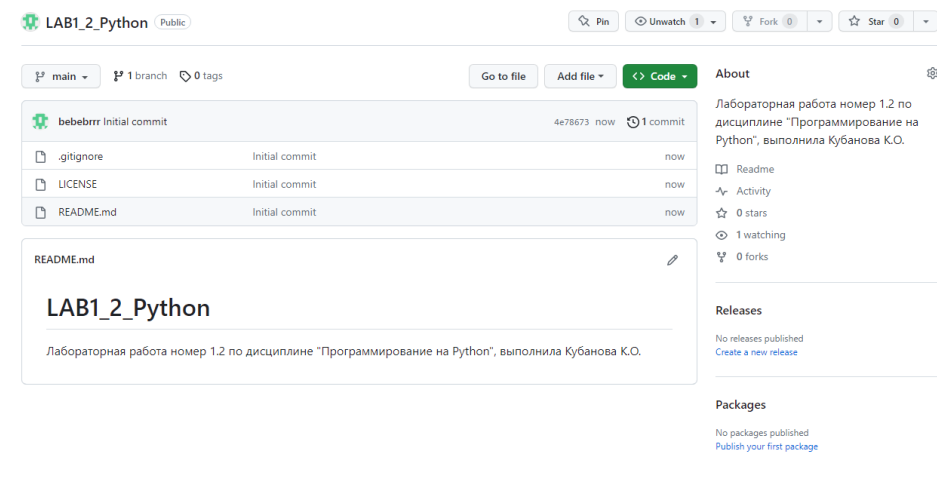 LAB1_2_Python Public Pin Unwatch 1 Fork 0 Star 0
main 1 branch 0 tags Go to file Add file Code
bebebrrr Initial commit 4e78673 now 1 commit
.gitignore Initial commit now
LICENSE Initial commit now
README.md Initial commit now
README.md
LAB1_2_Python
Лабораторная работа номер 1.2 по дисциплине "Программирование на Python", выполнила Кубанова К.О.
About
Лабораторная работа номер 1.2 по
дисциплине "Программирование на
Python", выполнила Кубанова К.О.
Readme
Activity
0 stars
1 watching
0 forks
Releases
No releases published
Create a new release
Packages
No packages published
Publish your first package